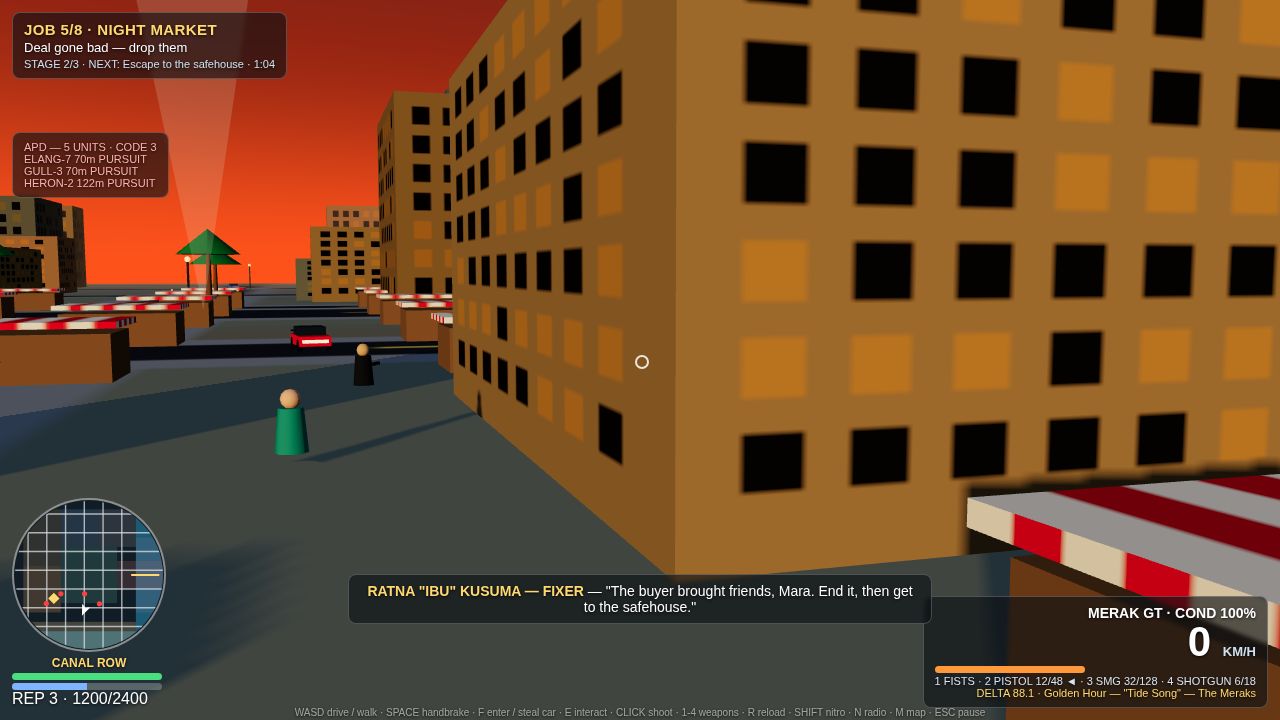 JOB 5/8 · NIGHT MARKET
Deal gone bad — drop them
STAGE 2/3 · NEXT: Escape to the safehouse · 1:04
APD — 5 UNITS · CODE 3
ELANG-7 70m PURSUIT
GULL-3 70m PURSUIT
HERON-2 122m PURSUIT
RATNA "IBU" KUSUMA — FIXER — "The buyer brought friends, Mara. End it, then get
to the safehouse."
CANAL ROW
REP 3 · 1200/2400
MERAK GT · COND 100%
0 KM/H
1 FISTS · 2 PISTOL 12/48 ◄ · 3 SMG 32/128 · 4 SHOTGUN 6/18
DELTA 88.1 · Golden Hour — "Tide Song" — The Meraks
WASD drive / walk · SPACE handbrake · F enter / steal car · E interact · CLICK shoot · 1-4 weapons · R reload · SHIFT nitro · N radio · M map · ESC pause